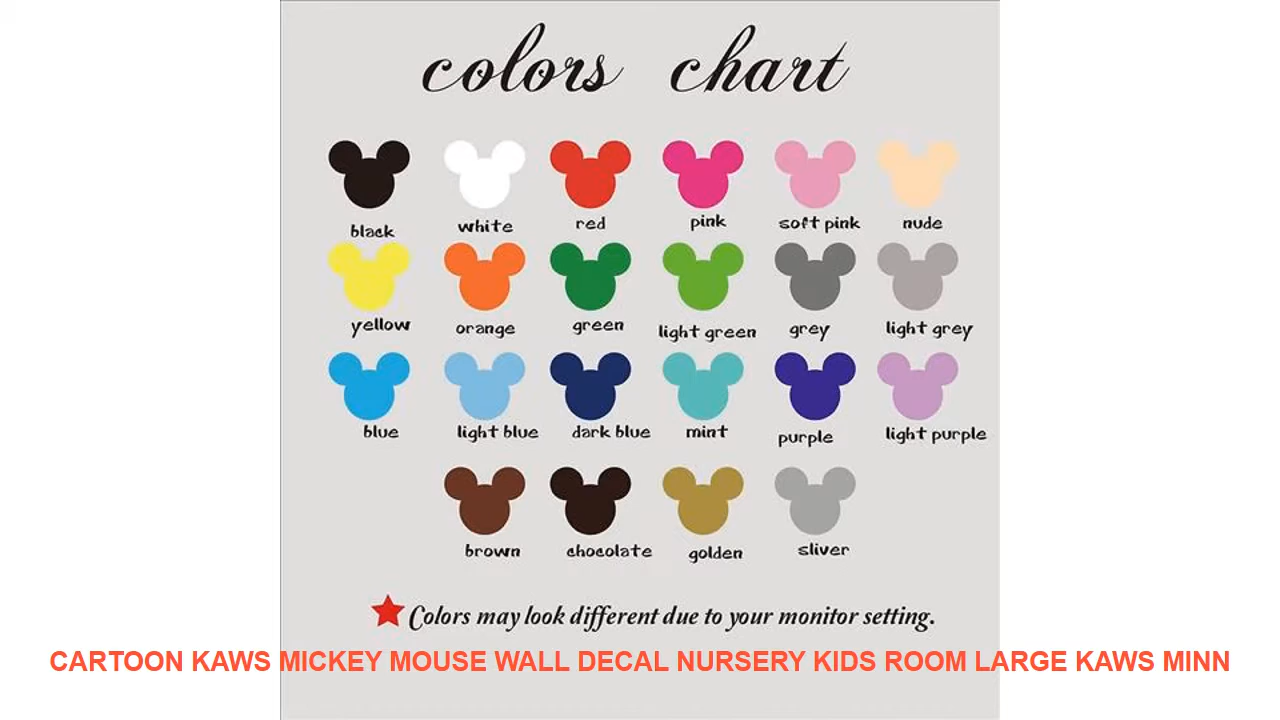 colors chart
black white red pink soft pink nude
yellow orange green light green grey light grey
blue light blue dark blue mint purple light purple
brown chocolate golden sliver
Colors may look different due to your monitor setting.
CARTOON KAWS MICKEY MOUSE WALL DECAL NURSERY KIDS ROOM LARGE KAWS MINN